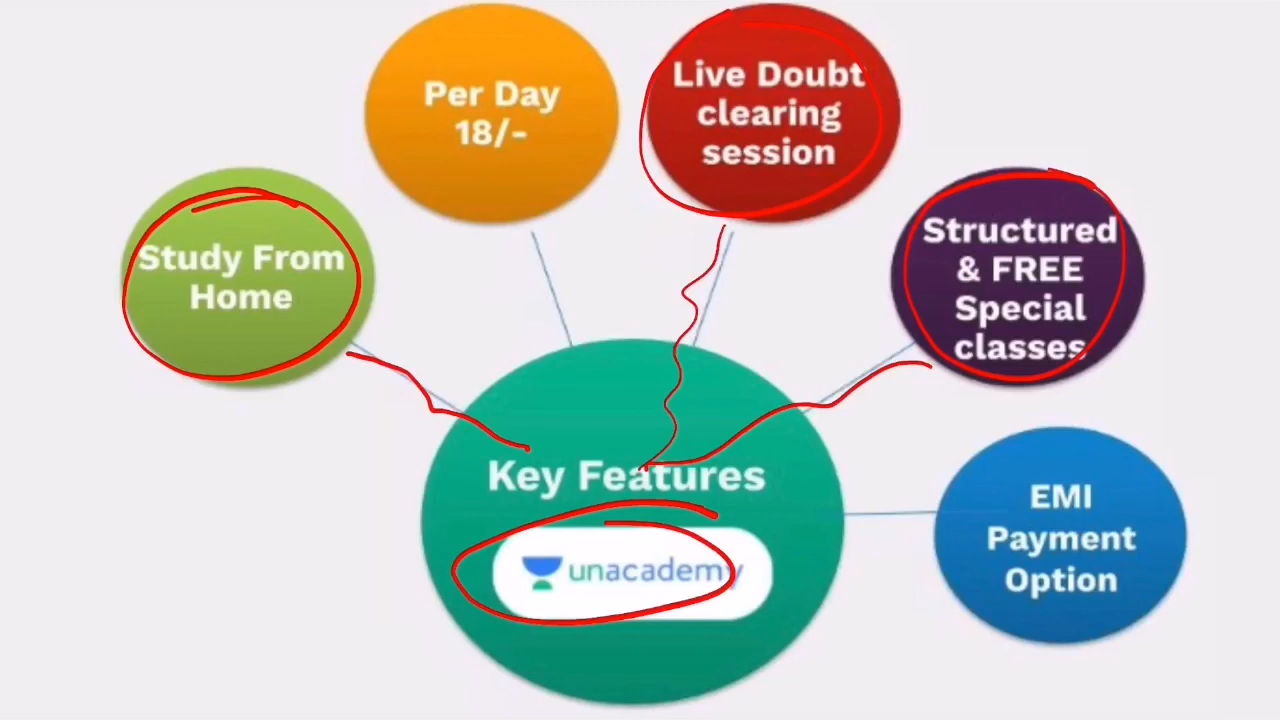 Per Day
18/-
Live Doubt
clearing
session
Study From
Home
Structured
& FREE
Special
classes
Key Features
unacademy
EMI
Payment
Option